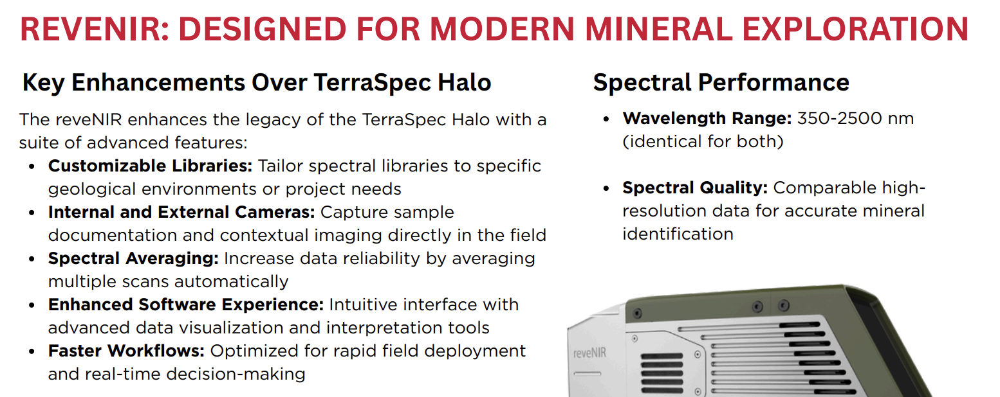 REVENIR: DESIGNED FOR MODERN MINERAL EXPLORATION
Key Enhancements Over TerraSpec Halo
The reveNIR enhances the legacy of the TerraSpec Halo with a
suite of advanced features:
• Customizable Libraries: Tailor spectral libraries to specific
geological environments or project needs
• Internal and External Cameras: Capture sample
documentation and contextual imaging directly in the field
• Spectral Averaging: Increase data reliability by averaging
multiple scans automatically
• Enhanced Software Experience: Intuitive interface with
advanced data visualization and interpretation tools
• Faster Workflows: Optimized for rapid field deployment
and real-time decision-making
Spectral Performance
• Wavelength Range: 350-2500 nm
(identical for both)
• Spectral Quality: Comparable high-
resolution data for accurate mineral
identification
reveNIR